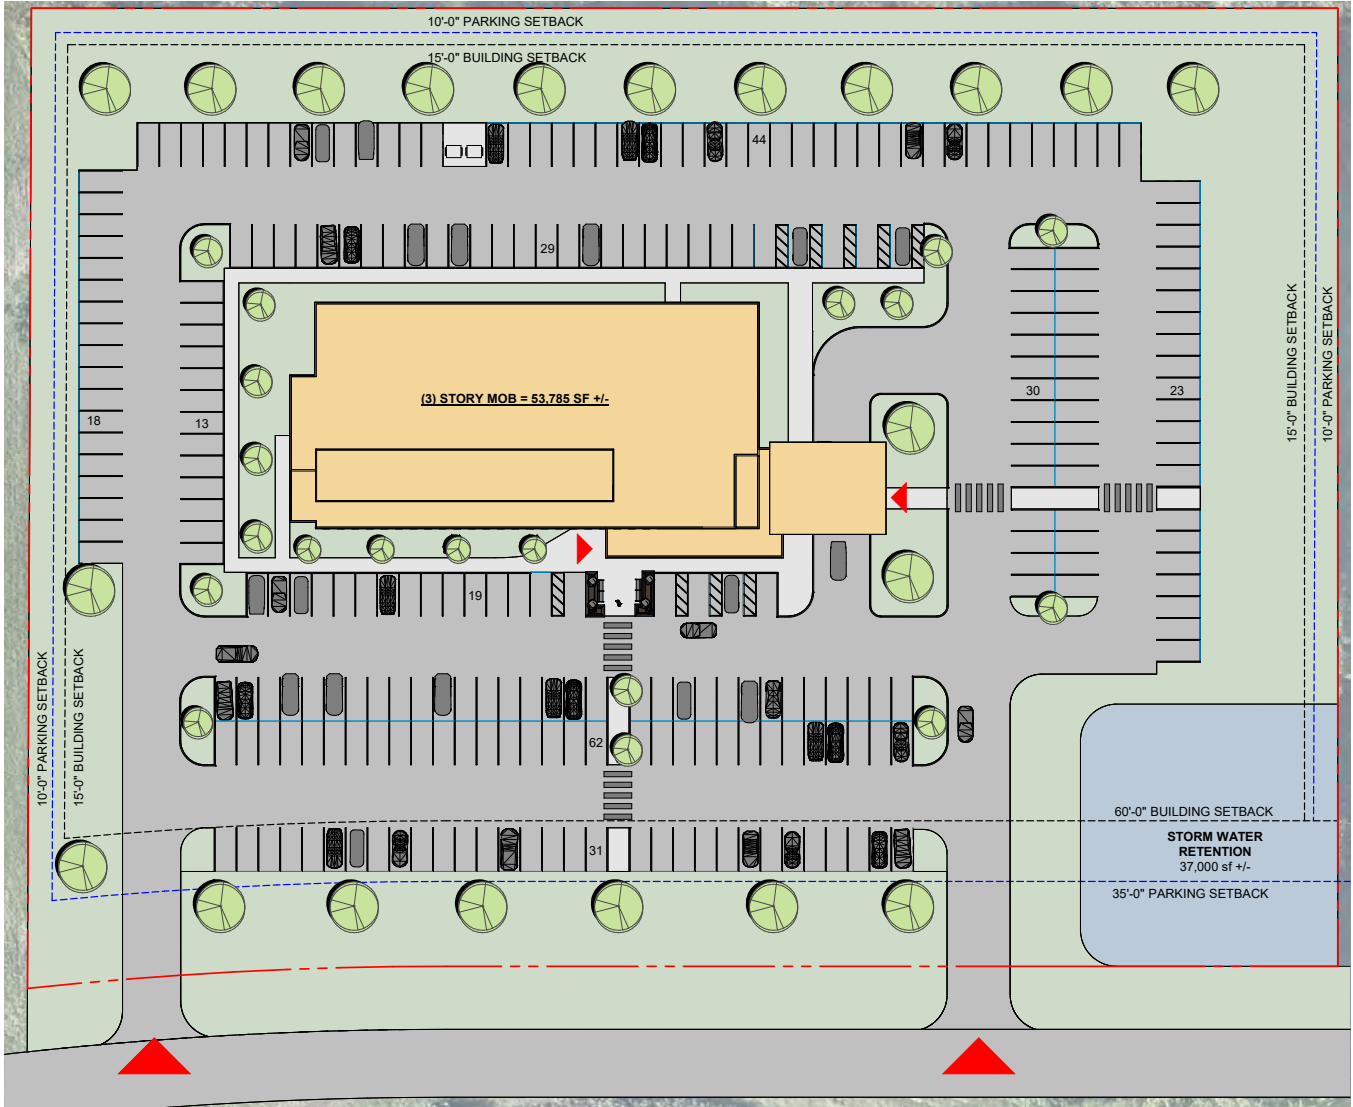 10'-0" PARKING SETBACK
15'-0" BUILDING SETBACK
44
29
15'-0" BUILDING SETBACK
10'-0" PARKING SETBACK
(3) STORY MOB = 53,785 SF +/-
30
23
18
13
19
10'-0" PARKING SETBACK
15'-0" BUILDING SETBACK
62
60'-0" BUILDING SETBACK
STORM WATER
RETENTION
37,000 sf +/-
31
35'-0" PARKING SETBACK